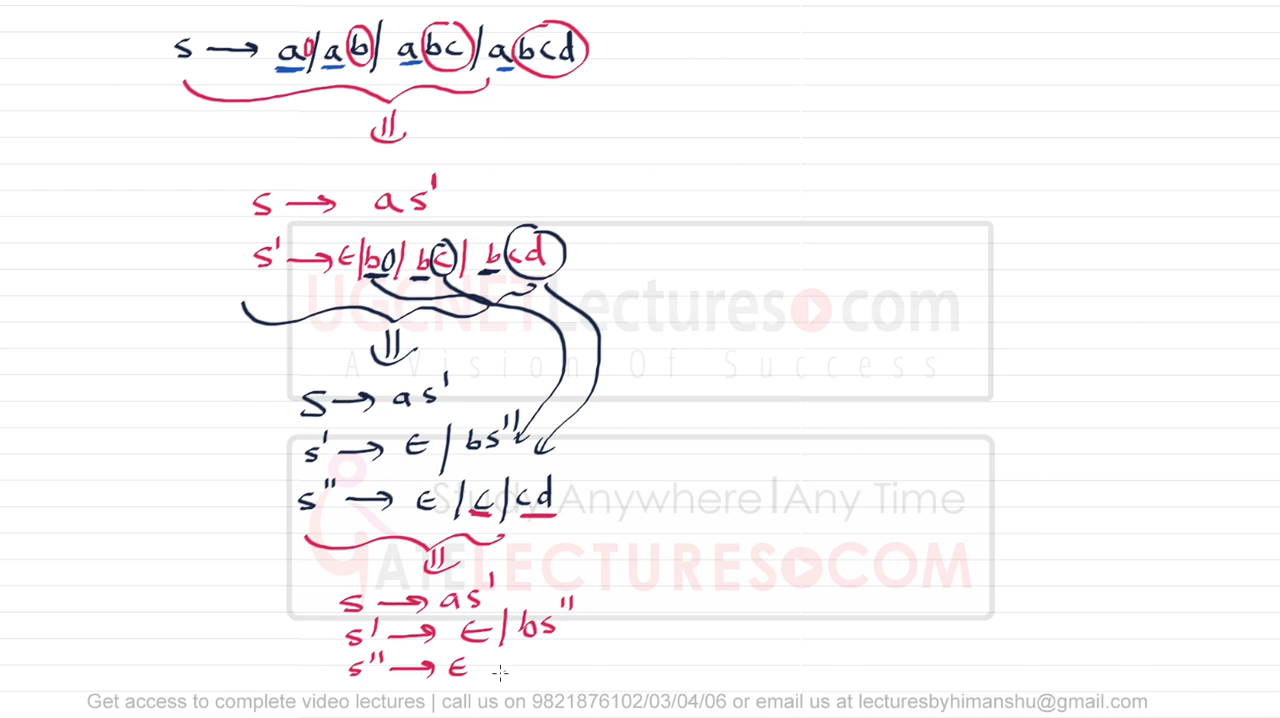 S → a/ab/abc/abcd
⇓
S → aS'
S' → ∈/b/bc/bcd
UGCNETLectures.com
A Vision Of Success
⇓
S → aS'
S' → ∈/bS''
S'' → ∈/c/cd
Study Anywhere|Any Time
GATELECTURES.COM
⇓
S → aS'
S' → ∈/bS''
S'' → ∈
Get access to complete video lectures | call us on 9821876102/03/04/06 or email us at lecturesbyhimanshu@gmail.com